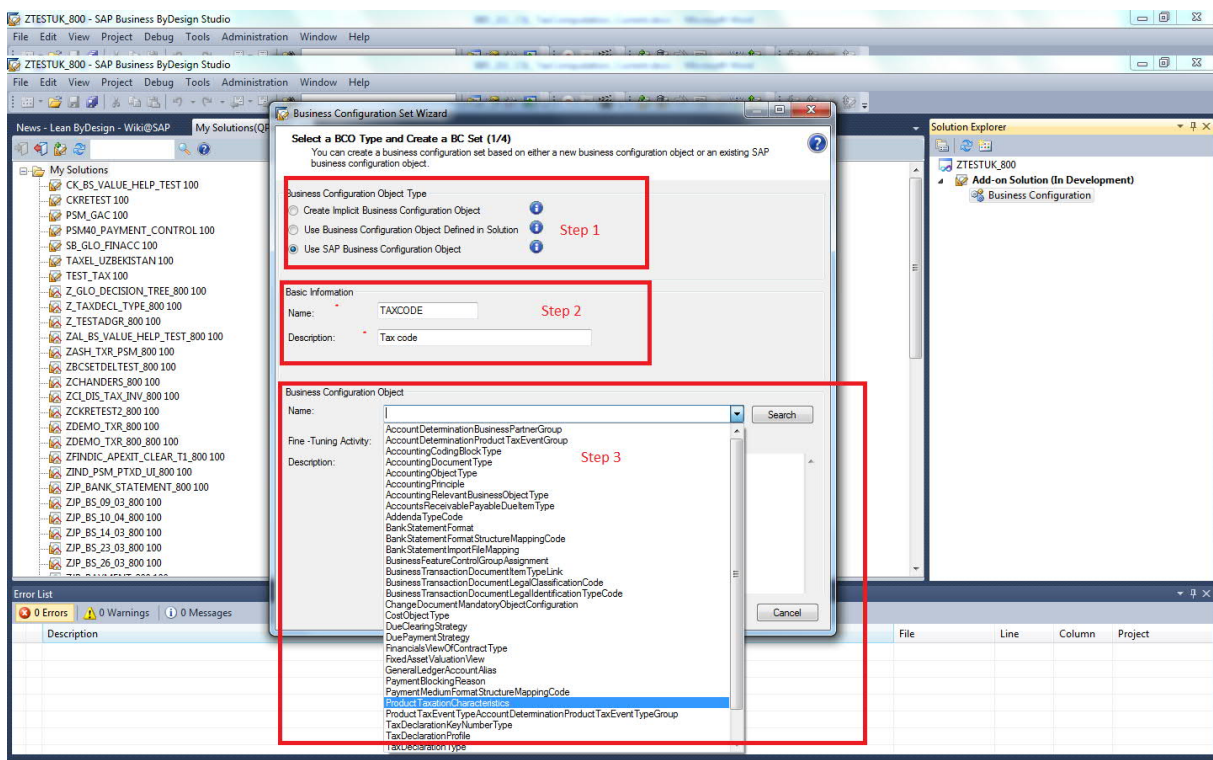 ZTESTUK_800 - SAP Business ByDesign Studio
File Edit View Project Debug Tools Administration Window Help
ZTESTUK_800 - SAP Business ByDesign Studio
File Edit View Project Debug Tools Administration Window Help
News - Lean ByDesign - Wiki@SAP My Solutions(QP
My Solutions
CK_BS_VALUE_HELP_TEST 100
CKRETEST 100
PSM_GAC 100
PSM40_PAYMENT_CONTROL 100
SB_GLO_FINACC 100
TAXEL_UZBEKISTAN 100
TEST_TAX 100
Z_GLO_DECISION_TREE_800 100
Z_TAXDECL_TYPE_800 100
Z_TESTADGR_800 100
ZAL_BS_VALUE_HELP_TEST_800 100
ZASH_TXR_PSM_800 100
ZBCSETDELTEST_800 100
ZCHANDERS_800 100
ZCI_DIS_TAX_INV_800 100
ZCKRETEST2_800 100
ZDEMO_TXR_800 100
ZDEMO_TXR_800_800 100
ZFINDIC_APEXIT_CLEAR_T1_800 100
ZIND_PSM_PTXD_UI_800 100
ZJP_BANK_STATEMENT_800 100
ZJP_BS_09_03_800 100
ZJP_BS_10_04_800 100
ZJP_BS_14_03_800 100
ZJP_BS_23_03_800 100
ZJP_BS_26_03_800 100
Business Configuration Set Wizard
Select a BCO Type and Create a BC Set (1/4)
You can create a business configuration set based on either a new business configuration object or an existing SAP
business configuration object.
Business Configuration Object Type
Create Implicit Business Configuration Object
Use Business Configuration Object Defined in Solution
Step 1
Use SAP Business Configuration Object
Basic Information
Name: * TAXCODE
Step 2
Description: * Tax code
Business Configuration Object
Name:
Search
Fine -Tuning Activity:
Description:
Step 3
AccountDeterminationBusinessPartnerGroup
AccountDeterminationProductTaxEventGroup
AccountingCodingBlockType
AccountingDocumentType
AccountingObjectType
AccountingPrinciple
AccountingRelevantBusinessObjectType
AccountsReceivablePayableDueItemType
AddendaTypeCode
BankStatementFormat
BankStatementFormatStructureMappingCode
BankStatementImportFileMapping
BusinessFeatureControlGroupAssignment
BusinessTransactionDocumentItemTypeLink
BusinessTransactionDocumentLegalClassificationCode
BusinessTransactionDocumentLegalIdentificationTypeCode
ChangeDocumentMandatoryObjectConfiguration
CostObjectType
DueClearingStrategy
DuePaymentStrategy
FinancialsViewOfContractType
FixedAssetValuationView
GeneralLedgerAccountAlias
PaymentBlockingReason
PaymentMediumFormatStructureMappingCode
ProductTaxationCharacteristics
ProductTaxEventTypeAccountDeterminationProductTaxEventTypeGroup
TaxDeclarationKeyNumberType
TaxDeclarationProfile
TaxDeclarationType
Cancel
Solution Explorer
ZTESTUK_800
Add-on Solution (In Development)
Business Configuration
Error List
0 Errors 0 Warnings 0 Messages
Description File Line Column Project